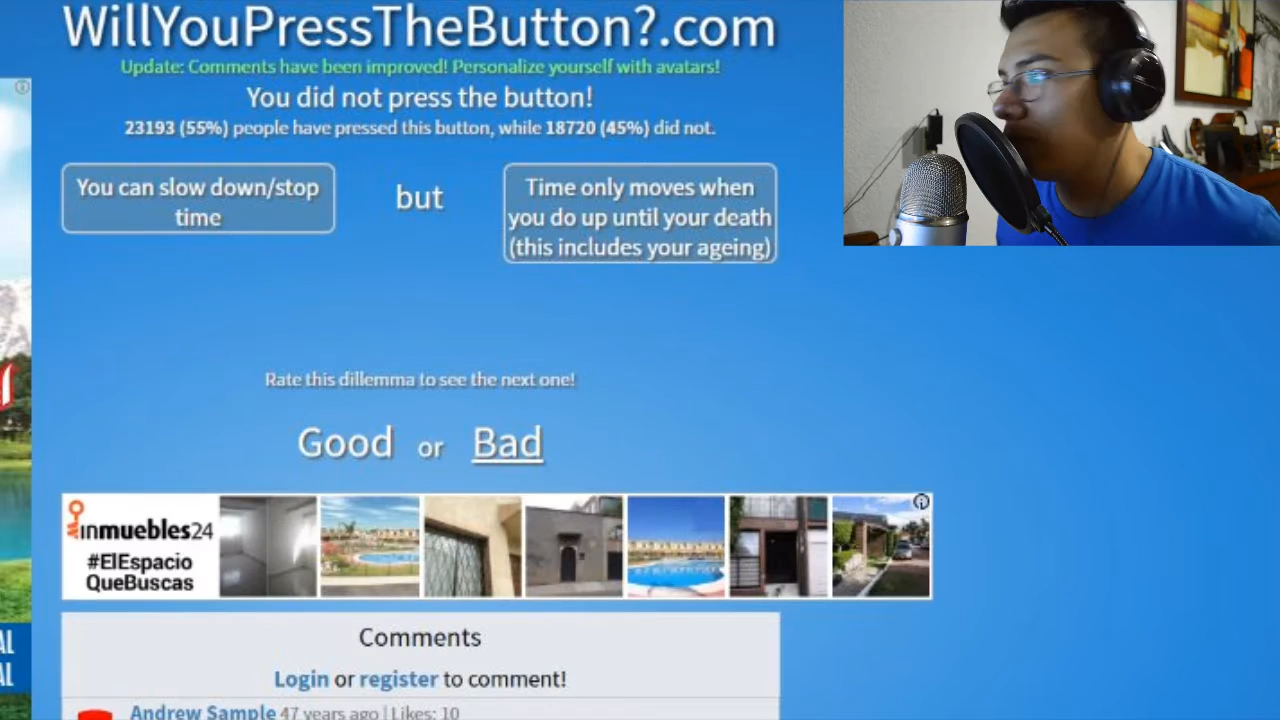 WillYouPressTheButton?.com
Update: Comments have been improved! Personalize yourself with avatars!
You did not press the button!
23193 (55%) people have pressed this button, while 18720 (45%) did not.
You can slow down/stop
time
but
Time only moves when
you do up until your death
(this includes your ageing)
Rate this dillemma to see the next one!
Good or Bad
inmuebles24
#ElEspacio
QueBuscas
AL
AL
Comments
Login or register to comment!
Andrew Sample 47 years ago | Likes: 10